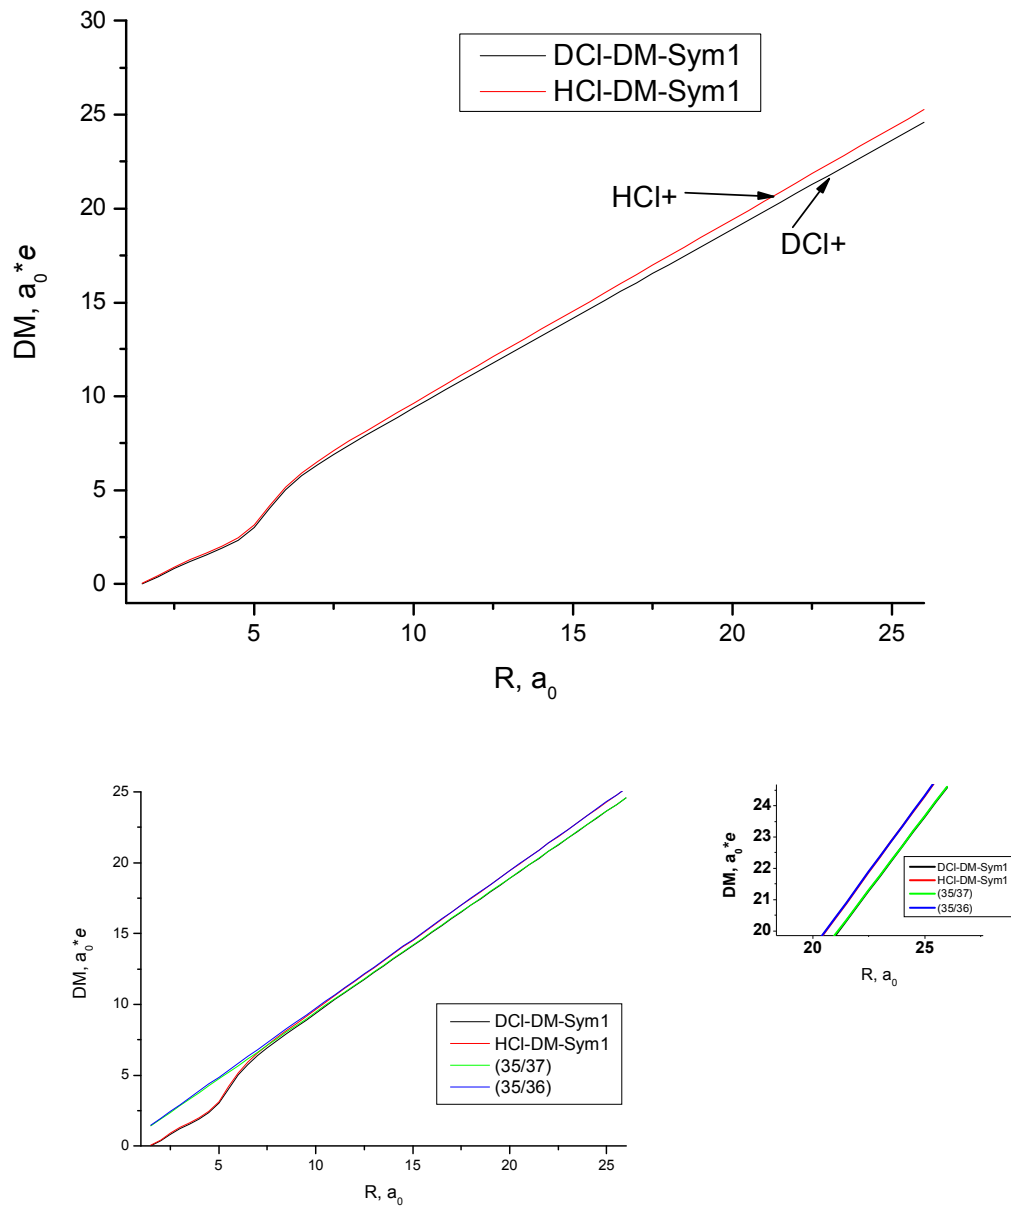 30
25
20
15
10
5
0
DM, a0*e
DCl-DM-Sym1
HCl-DM-Sym1
HCl+
DCl+
5 10 15 20 25
R, a0
25
20
15
10
5
0
DM, a0*e
DCl-DM-Sym1
HCl-DM-Sym1
(35/37)
(35/36)
5 10 15 20 25
R, a0
24
23
22
21
20
DM, a0*e
DCl-DM-Sym1
HCl-DM-Sym1
(35/37)
(35/36)
20 25
R, a0